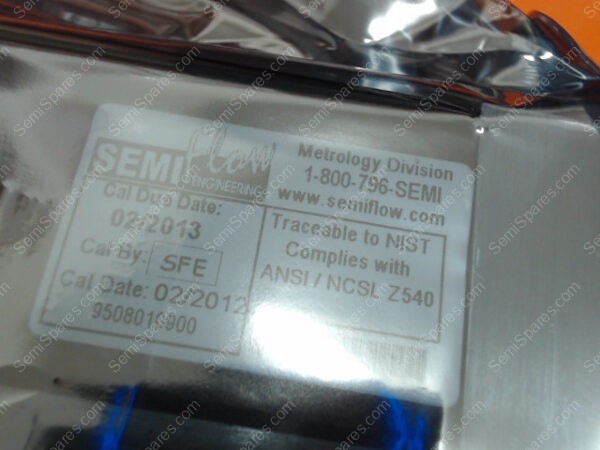 SEMI Flow
ENGINEERING
Metrology Division
1-800-796-SEMI
www.semiflow.com
Cal Due Date:
02/2013
Cal By: SFE
Cal Date: 02/2012
9508019900
Traceable to NIST
Complies with
ANSI / NCSL Z540
SemiSpares.com